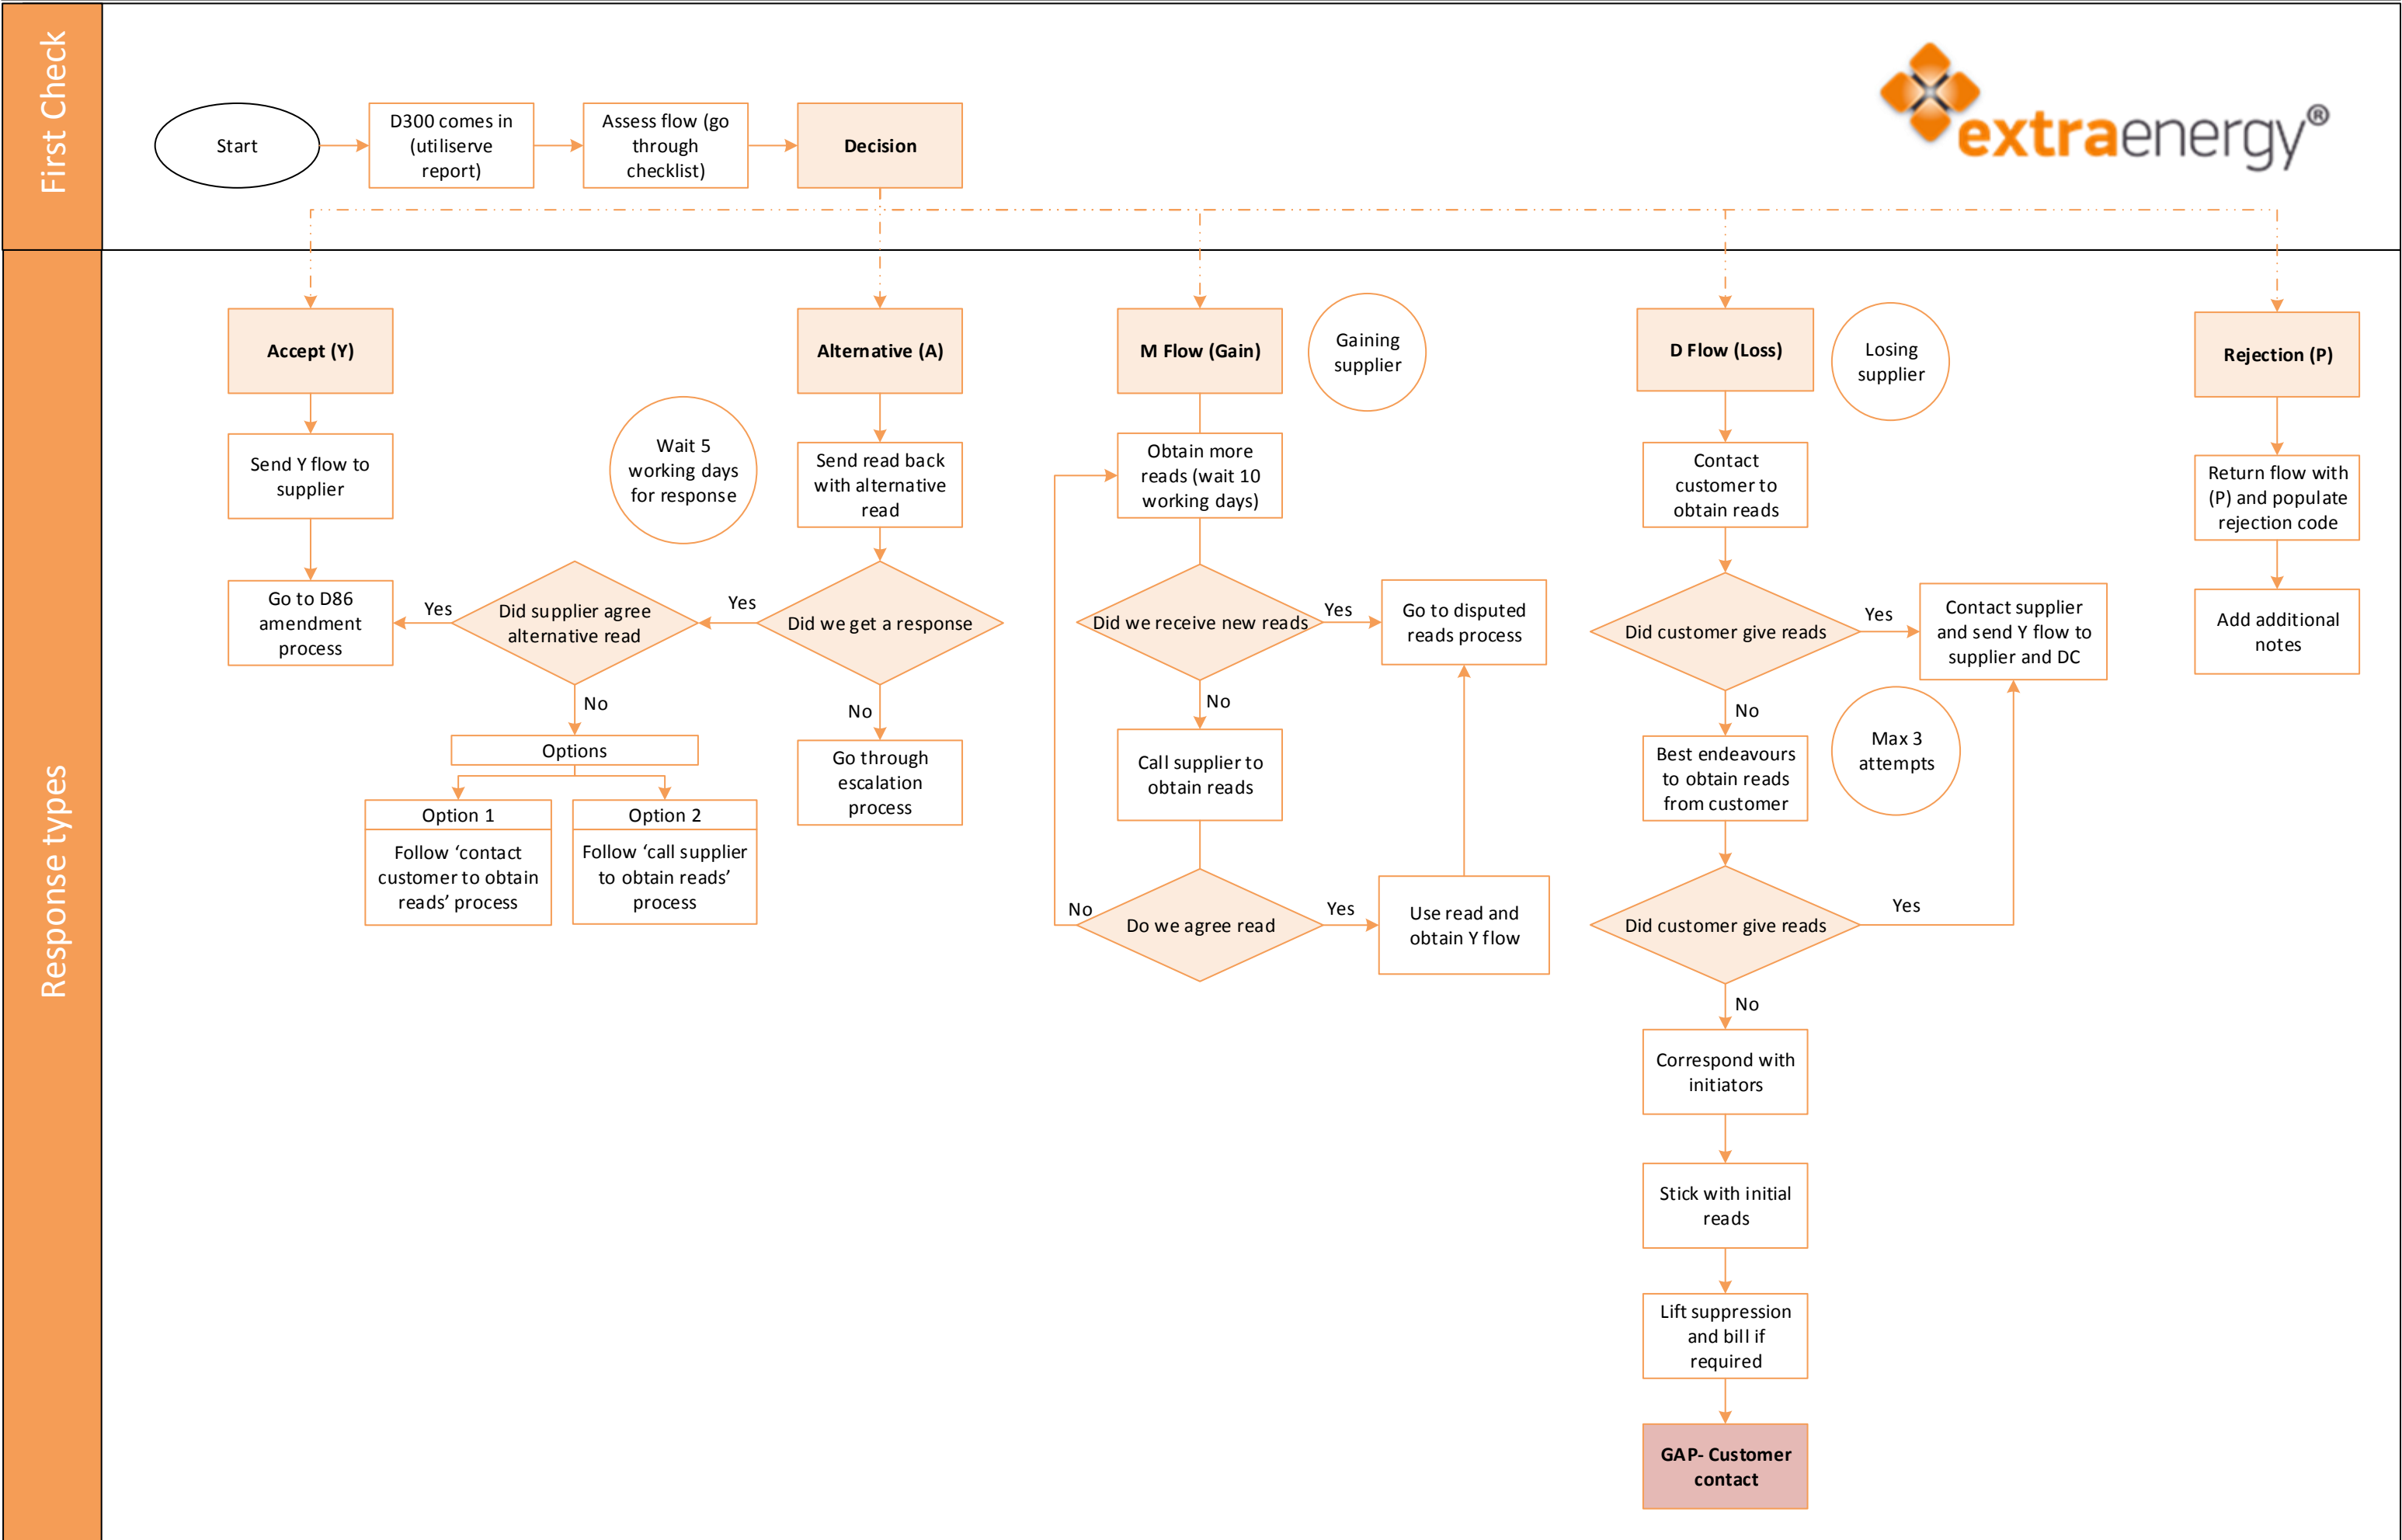 First Check
Start
D300 comes in
(utiliserve
report)
Assess flow (go
through
checklist)
Decision
extraenergy®
Response types
Accept (Y)
Send Y flow to
supplier
Go to D86
amendment
process
Alternative (A)
Wait 5
working days
for response
Send read back
with alternative
read
Did we get a response
Yes
Did supplier agree
alternative read
Yes
No
Options
Option 1
Follow ‘contact
customer to obtain
reads’ process
Option 2
Follow ‘call supplier
to obtain reads’
process
No
Go through
escalation
process
M Flow (Gain)
Gaining
supplier
Obtain more
reads (wait 10
working days)
Did we receive new reads
Yes
Go to disputed
reads process
No
Call supplier to
obtain reads
Do we agree read
No
Yes
Use read and
obtain Y flow
D Flow (Loss)
Losing
supplier
Contact
customer to
obtain reads
Did customer give reads
Yes
Contact supplier
and send Y flow to
supplier and DC
No
Best endeavours
to obtain reads
from customer
Max 3
attempts
Did customer give reads
Yes
No
Correspond with
initiators
Stick with initial
reads
Lift suppression
and bill if
required
GAP- Customer
contact
Rejection (P)
Return flow with
(P) and populate
rejection code
Add additional
notes